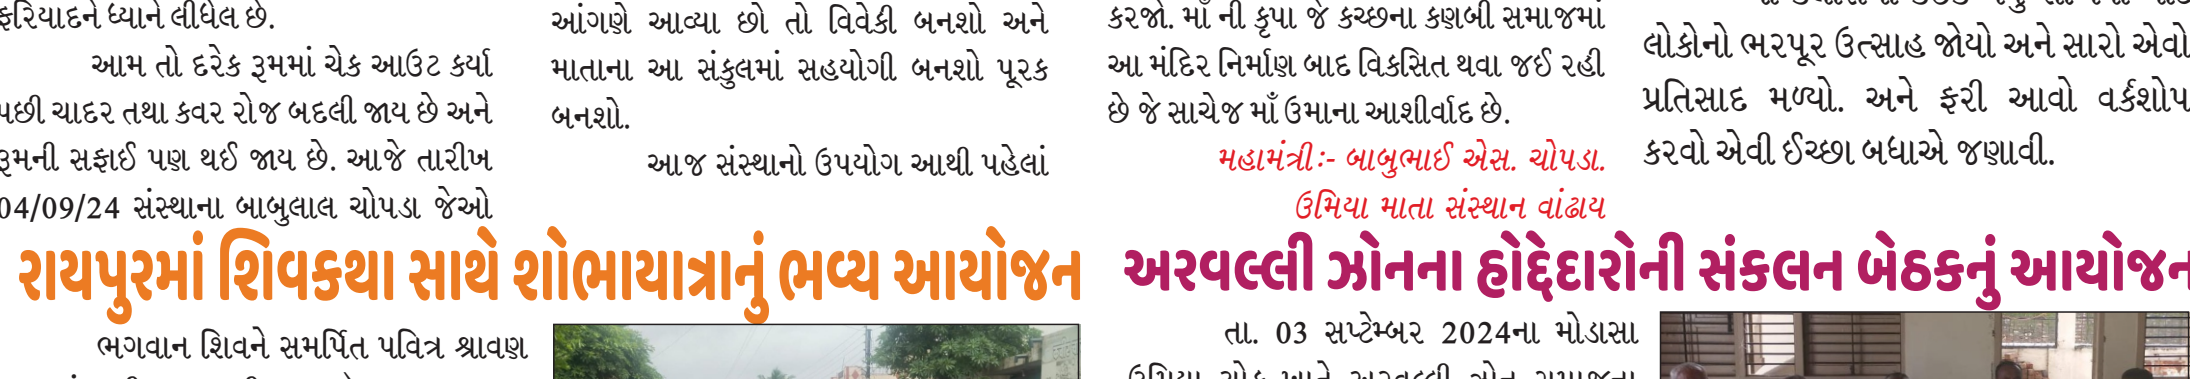 ફરિયાદને ધ્યાને લીધેલ છે.
આમ તો દરેક રૂમમાં ચેક આઉટ કર્યા
પછી ચાદર તથા કવર રોજ બદલી જાય છે અને
રૂમની સફાઈ પણ થઈ જાય છે. આજે તારીખ
04/09/24 સંસ્થાના બાબુલાલ ચોપડા જેઓ
આંગણે આવ્યા છો તો વિવેકી બનશો અને
માતાના આ સંકુલમાં સહયોગી બનશો પૂરક
બનશો.
આજ સંસ્થાનો ઉપયોગ આથી પહેલાં
કરજો. માઁ ની કૃપા જ કચ્છના કણબી સમાજમાં
આ મંદિર નિર્માણ બાદ વિકસિત થવા જઈ રહી
છે જે સાચેજ માઁ ઉમાના આશીર્વાદ છે.
મહામંત્રી:- બાબુભાઈ એસ. ચોપડા.
ઉમિયા માતા સંસ્થાન વાંઢાય
લોકોનો ભરપૂર ઉત્સાહ જોયો અને સારો એવો
પ્રતિસાદ મળ્યો. અને ફરી આવો વર્કશોપ
કરવો એવી ઈચ્છા બધાએ જણાવી.
રાયપુરમાં શિવકથા સાથે શોભાયાત્રાનું ભવ્ય આયોજન
ભગવાન શિવને સમર્પિત પવિત્ર શ્રાવણ
અરવલ્લી ઝોનના હોદ્દેદારોની સંકલન બેઠકનું આયોજન
તા. 03 સપ્ટેમ્બર 2024ના મોડાસા